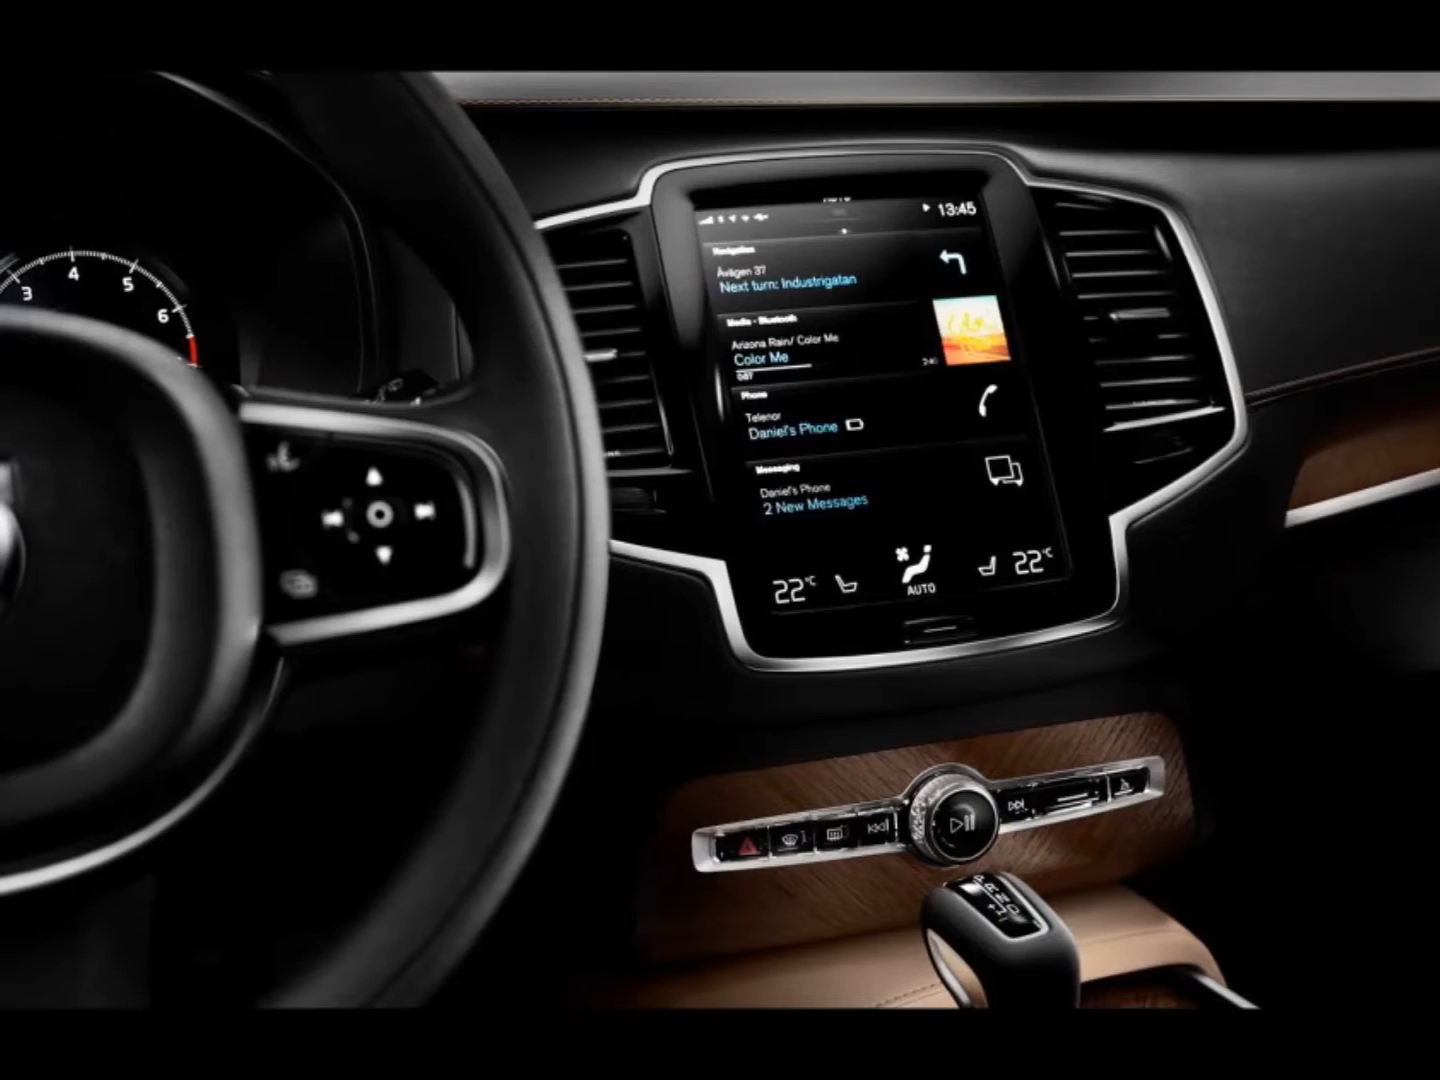 13:45
Navigation
Åvägen 37
Next turn: Industrigatan
Media - Bluetooth
Arizona Rain/ Color Me
Color Me
Phone
Telenor
Daniel's Phone
Messaging
Daniel's Phone
2 New Messages
22°C
AUTO
22°C
3
4
5
6